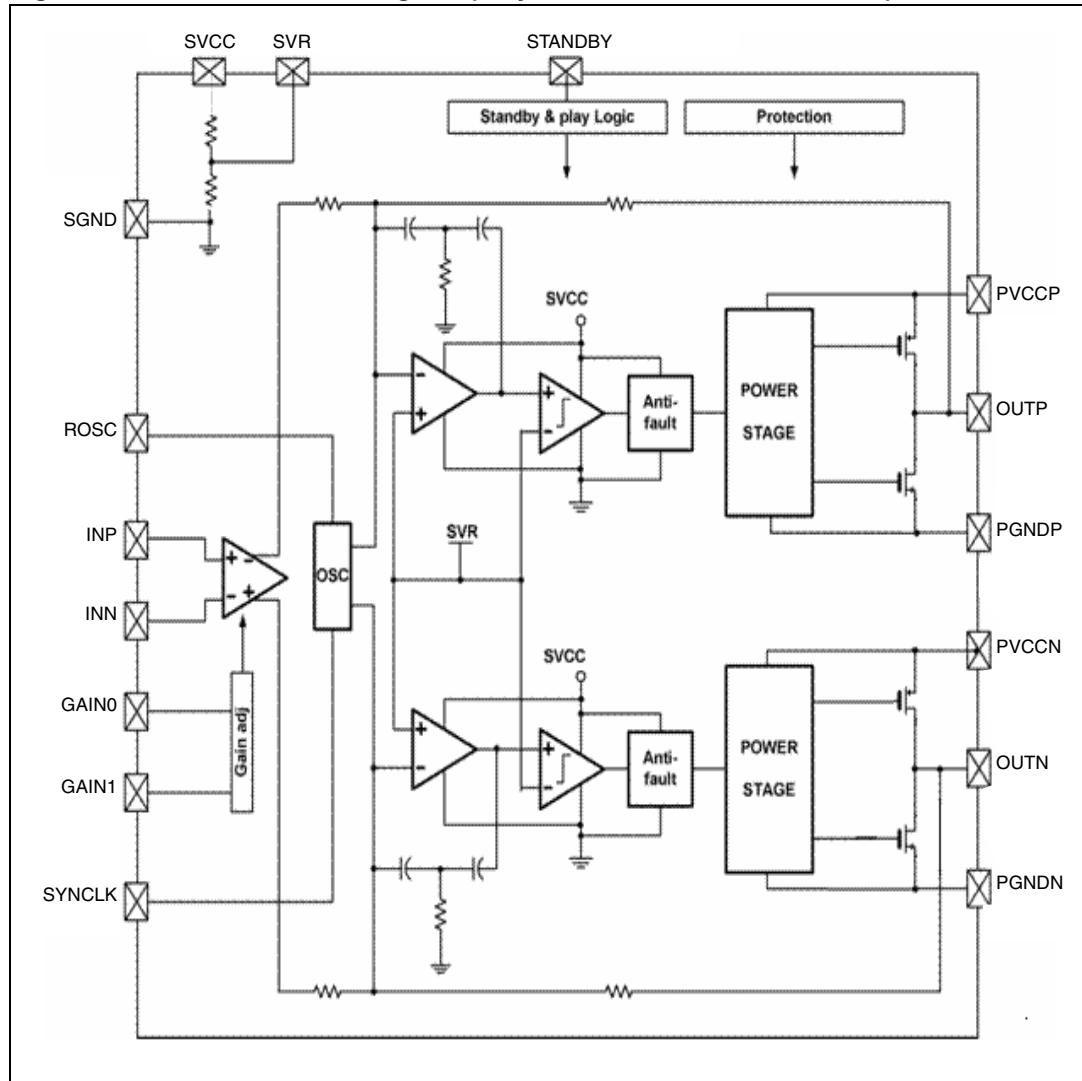 SVCC
SVR
STANDBY
Standby & play Logic
Protection
SGND
SVCC
PVCCP
+
-
+
-
Anti-
fault
POWER
STAGE
OUTP
ROSC
PGNDP
INP
+
-
-
+
OSC
SVR
INN
PVCCN
SVCC
GAIN0
Gain adj
+
-
+
-
Anti-
fault
POWER
STAGE
OUTN
GAIN1
SYNCLK
PGNDN